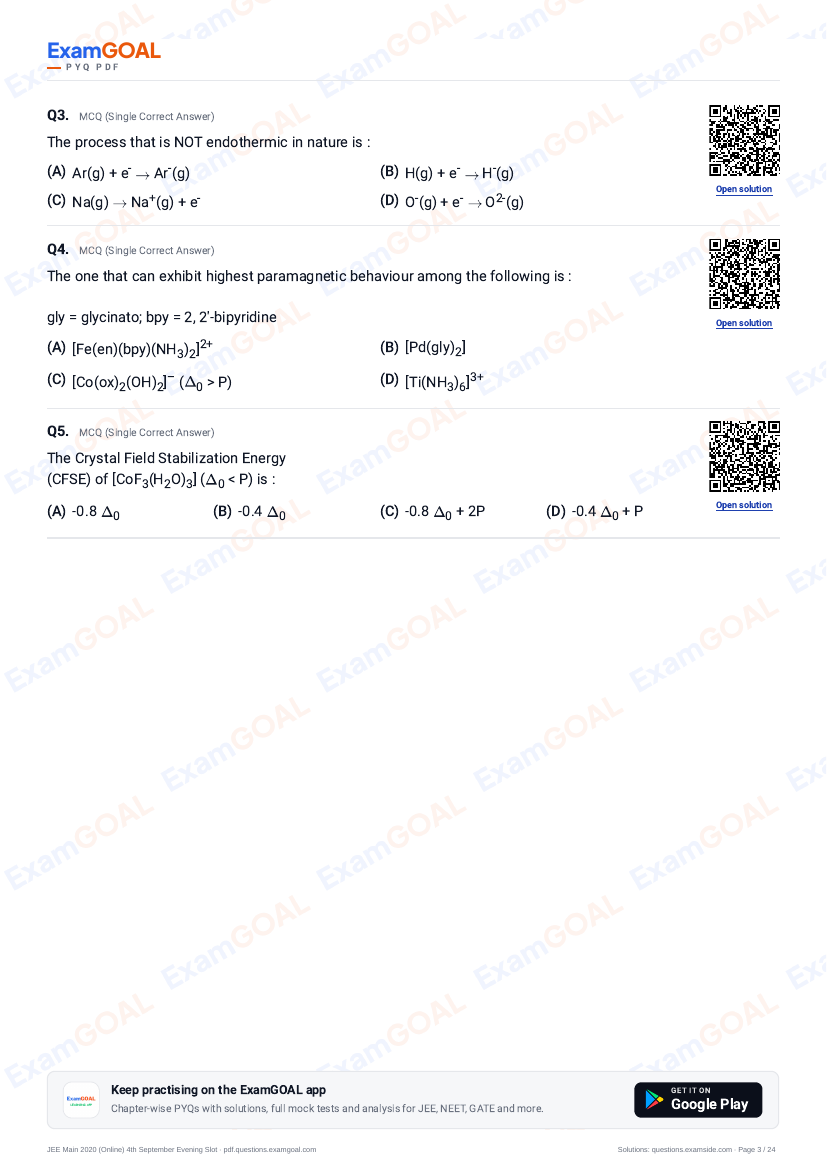 ExamGOAL
PYQ PDF
Q3. MCQ (Single Correct Answer)
The process that is NOT endothermic in nature is :
(A) Ar(g) + e⁻ → Ar⁻(g)
(B) H(g) + e⁻ → H⁻(g)
(C) Na(g) → Na⁺(g) + e⁻
(D) O⁻(g) + e⁻ → O²⁻(g)
Open solution
Q4. MCQ (Single Correct Answer)
The one that can exhibit highest paramagnetic behaviour among the following is :
gly = glycinato; bpy = 2, 2'-bipyridine
(A) [Fe(en)(bpy)(NH₃)₂]²⁺
(B) [Pd(gly)₂]
(C) [Co(ox)₂(OH)₂]⁻ (Δ₀ > P)
(D) [Ti(NH₃)₆]³⁺
Open solution
Q5. MCQ (Single Correct Answer)
The Crystal Field Stabilization Energy
(CFSE) of [CoF₃(H₂O)₃] (Δ₀ < P) is :
(A) -0.8 Δ₀
(B) -0.4 Δ₀
(C) -0.8 Δ₀ + 2P
(D) -0.4 Δ₀ + P
Open solution
ExamGOAL
Keep practising on the ExamGOAL app
Chapter-wise PYQs with solutions, full mock tests and analysis for JEE, NEET, GATE and more.
GET IT ON
Google Play
JEE Main 2020 (Online) 4th September Evening Slot · pdf.questions.examgoal.com
Solutions: questions.examside.com · Page 3 / 24